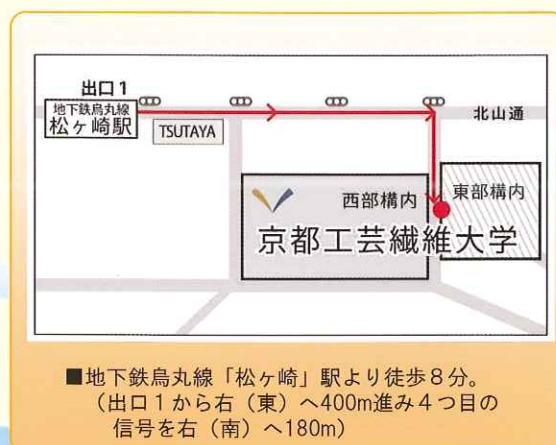 出口1
地下鉄烏丸線
松ヶ崎駅
TSUTAYA
北山通
西部構内
東部構内
京都工芸繊維大学
■地下鉄烏丸線「松ヶ崎」駅より徒歩8分。
（出口1から右（東）へ400m進み4つ目の
信号を右（南）へ180m）